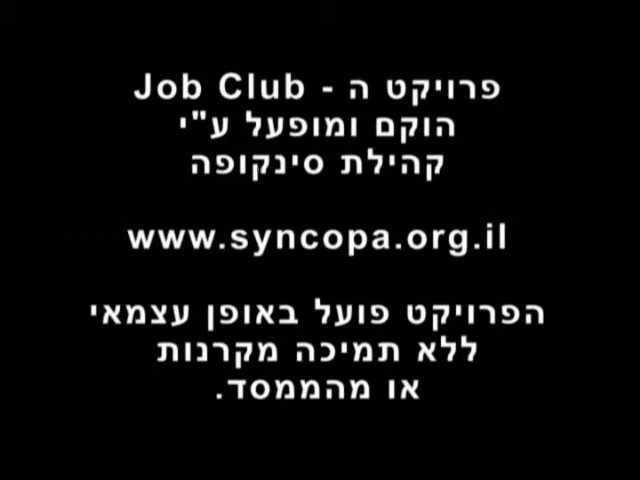 פרויקט ה - Job Club
הוקם ומופעל ע"י
קהילת סינקופה
www.syncopa.org.il
הפרויקט פועל באופן עצמאי
ללא תמיכה מקרנות
או מהממסד.